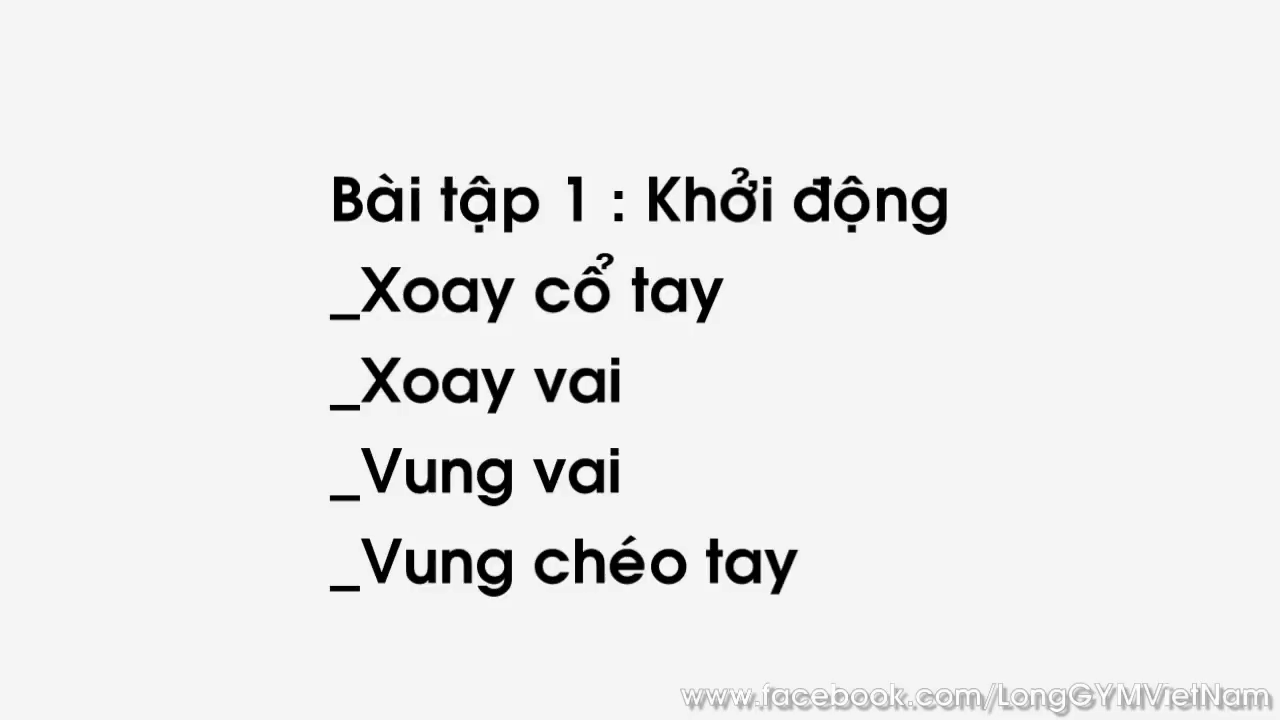 Bài tập 1 : Khởi động
_Xoay cổ tay
_Xoay vai
_Vung vai
_Vung chéo tay
www.facebook.com/LongGYMVietNam